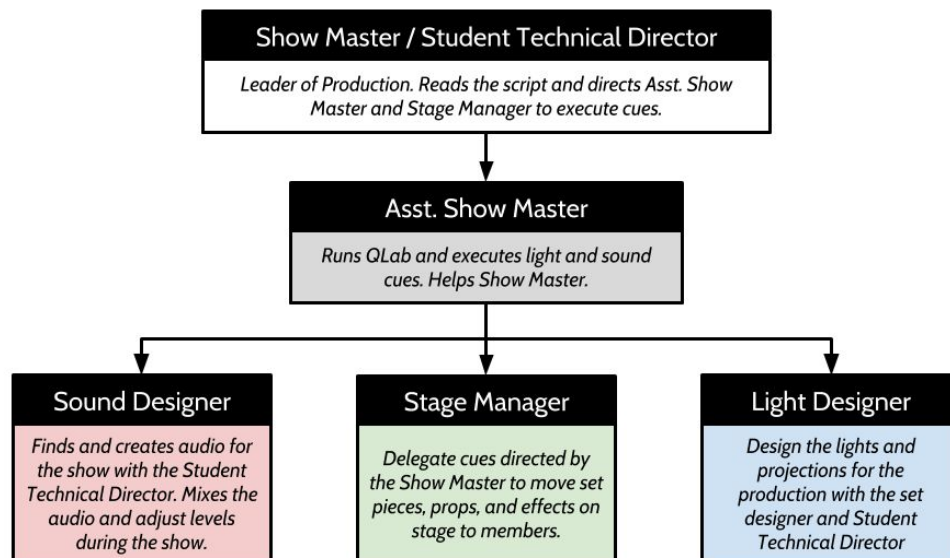 Show Master / Student Technical Director
Leader of Production. Reads the script and directs Asst. Show
Master and Stage Manager to execute cues.
Asst. Show Master
Runs QLab and executes light and sound
cues. Helps Show Master.
Sound Designer
Finds and creates audio for
the show with the Student
Technical Director. Mixes the
audio and adjust levels
during the show.
Stage Manager
Delegate cues directed by
the Show Master to move set
pieces, props, and effects on
stage to members.
Light Designer
Design the lights and
projections for the
production with the set
designer and Student
Technical Director